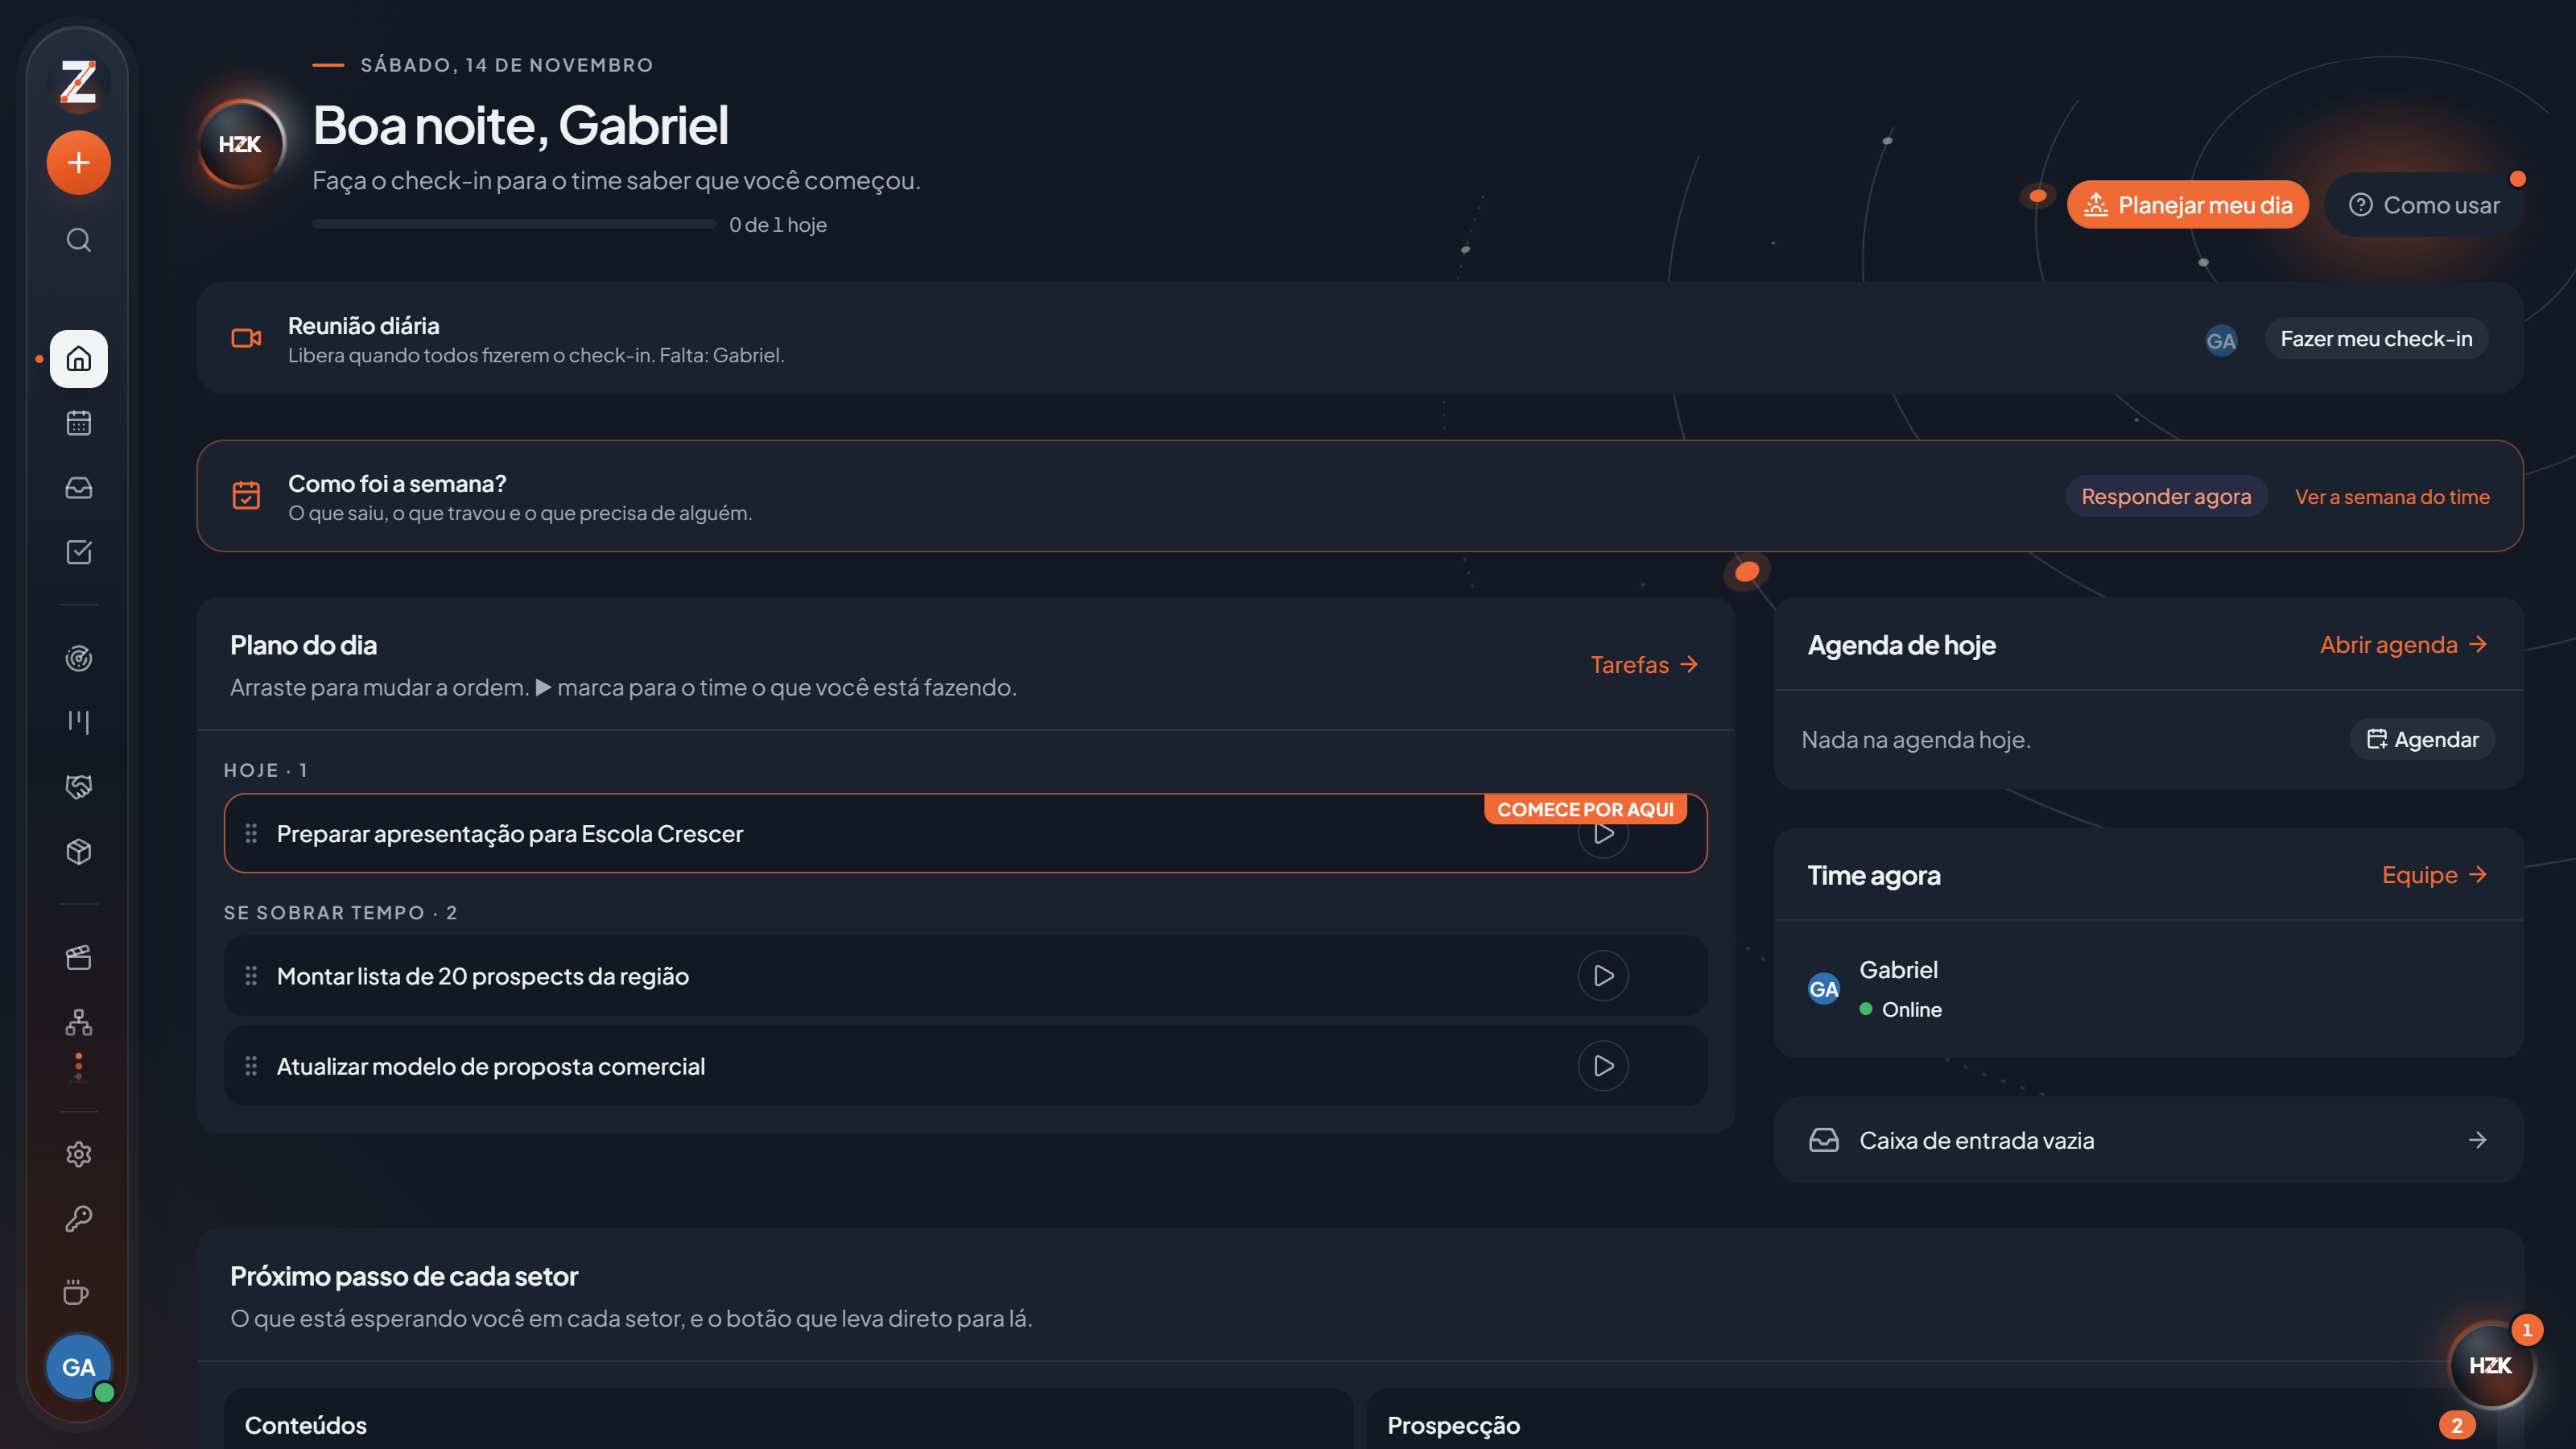 SÁBADO, 14 DE NOVEMBRO
HZK
Boa noite, Gabriel
Faça o check-in para o time saber que você começou.
0 de 1 hoje
Planejar meu dia
Como usar
Reunião diária
Libera quando todos fizerem o check-in. Falta: Gabriel.
GA
Fazer meu check-in
Como foi a semana?
O que saiu, o que travou e o que precisa de alguém.
Responder agora
Ver a semana do time
Plano do dia
Arraste para mudar a ordem. ▶ marca para o time o que você está fazendo.
Tarefas →
HOJE · 1
COMECE POR AQUI
Preparar apresentação para Escola Crescer
SE SOBRAR TEMPO · 2
Montar lista de 20 prospects da região
Atualizar modelo de proposta comercial
Agenda de hoje
Abrir agenda →
Nada na agenda hoje.
Agendar
Time agora
Equipe →
GA
Gabriel
Online
Caixa de entrada vazia
Próximo passo de cada setor
O que está esperando você em cada setor, e o botão que leva direto para lá.
Conteúdos
Prospecção
1
HZK
2
Z
GA